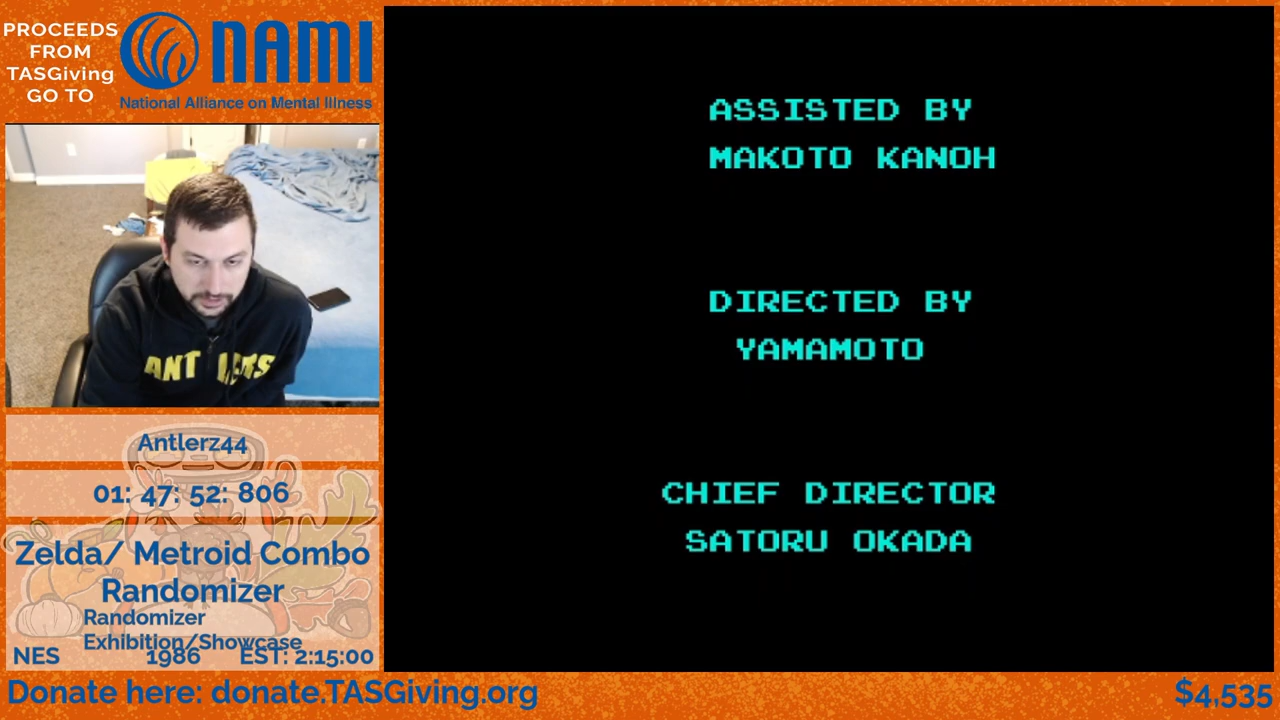 PROCEEDS
FROM
TASGiving
GO TO
NAMI
National Alliance on Mental Illness
Antlerz44
01: 47: 52: 806
Zelda/ Metroid Combo
Randomizer
Randomizer
Exhibition/Showcase
NES 1986 EST: 2:15:00
Donate here: donate.TASGiving.org
$4,535
ASSISTED BY
MAKOTO KANOH
DIRECTED BY
YAMAMOTO
CHIEF DIRECTOR
SATORU OKADA